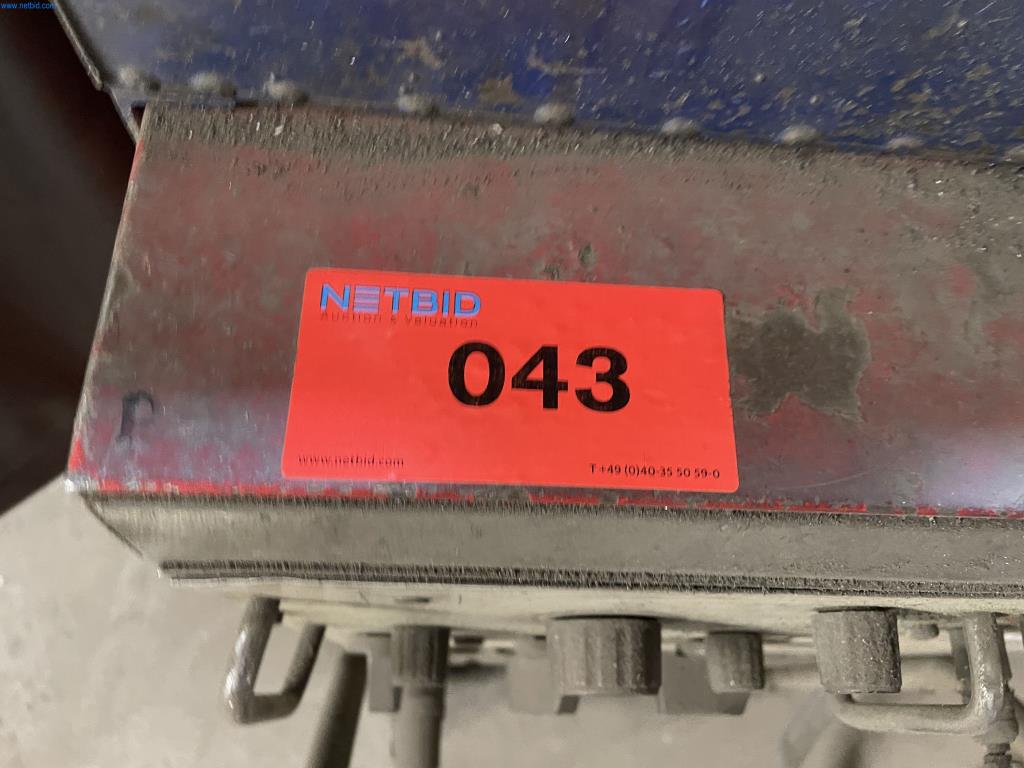 www.netbid.com
NETBID
Auction & Valuation
043
www.netbid.com
T +49 (0)40-35 50 59-0